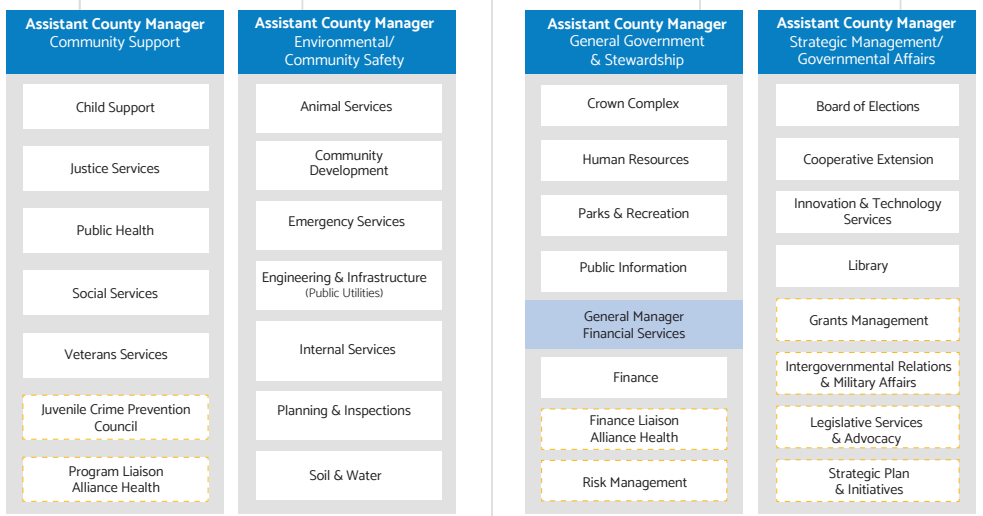 Assistant County Manager
Community Support
Child Support
Justice Services
Public Health
Social Services
Veterans Services
Juvenile Crime Prevention
Council
Program Liaison
Alliance Health
Assistant County Manager
Environmental/
Community Safety
Animal Services
Community
Development
Emergency Services
Engineering & Infrastructure
(Public Utilities)
Internal Services
Planning & Inspections
Soil & Water
Assistant County Manager
General Government
& Stewardship
Crown Complex
Human Resources
Parks & Recreation
Public Information
General Manager
Financial Services
Finance
Finance Liaison
Alliance Health
Risk Management
Assistant County Manager
Strategic Management/
Governmental Affairs
Board of Elections
Cooperative Extension
Innovation & Technology
Services
Library
Grants Management
Intergovernmental Relations
& Military Affairs
Legislative Services
& Advocacy
Strategic Plan
& Initiatives